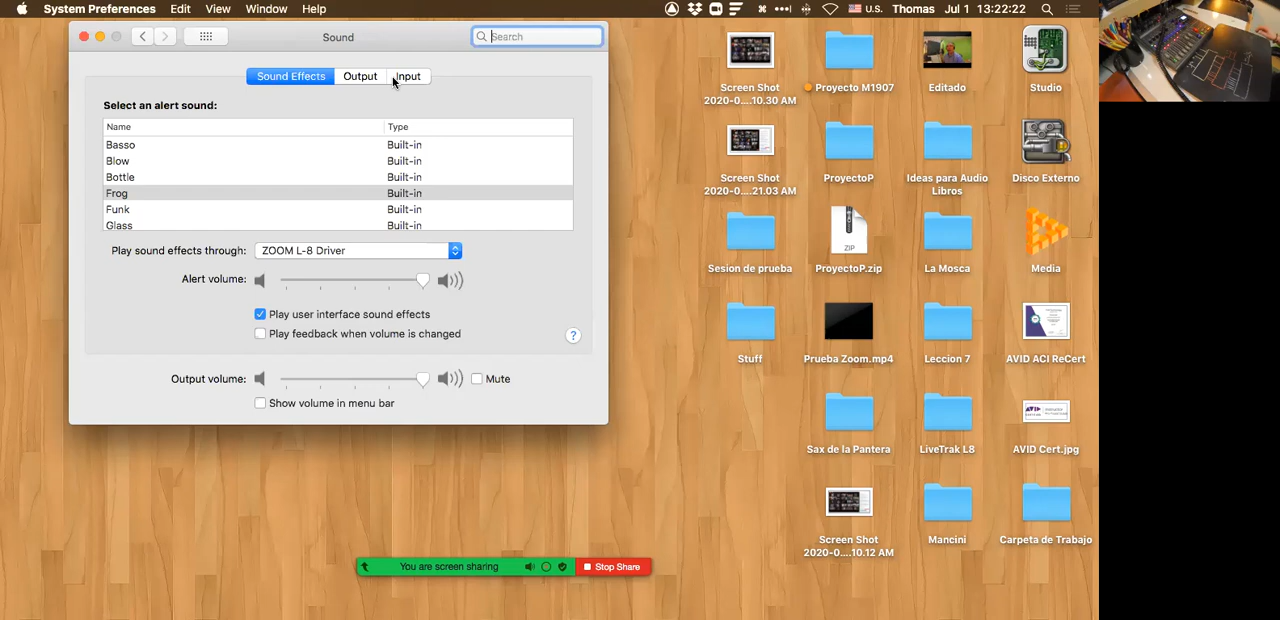 System Preferences Edit View Window Help
U.S. Thomas Jul 1 13:22:22
Sound
Search
Sound Effects Output Input
Select an alert sound:
Name Type
Basso Built-in
Blow Built-in
Bottle Built-in
Frog Built-in
Funk Built-in
Glass Built-in
Play sound effects through: ZOOM L-8 Driver
Alert volume:
Play user interface sound effects
Play feedback when volume is changed
?
Output volume: Mute
Show volume in menu bar
You are screen sharing Stop Share
Screen Shot
2020-0....10.30 AM
Proyecto M1907
Editado
Studio
Screen Shot
2020-0....21.03 AM
ProyectoP
Ideas para Audio
Libros
Disco Externo
Sesion de prueba
ZIP
ProyectoP.zip
La Mosca
Media
Stuff
Prueba Zoom.mp4
Leccion 7
AVID ACI ReCert
Sax de la Pantera
LiveTrak L8
AVID
AVID Cert.jpg
Screen Shot
2020-0....10.12 AM
Mancini
Carpeta de Trabajo